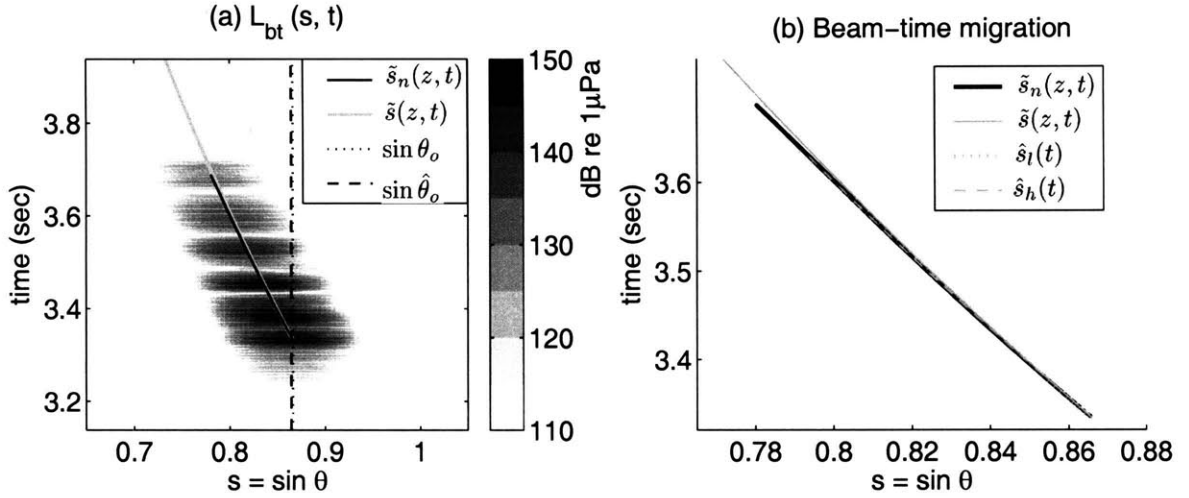 (a) L_bt (s, t)
s̃_n(z, t)
s̃(z, t)
sin θ_o
sin θ̂_o
3.8
3.6
3.4
3.2
time (sec)
0.7 0.8 0.9 1
s = sin θ
150
140
130
120
110
dB re 1μPa
(b) Beam−time migration
s̃_n(z, t)
s̃(z, t)
ŝ_l(t)
ŝ_h(t)
3.6
3.5
3.4
time (sec)
0.78 0.8 0.82 0.84 0.86 0.88
s = sin θ